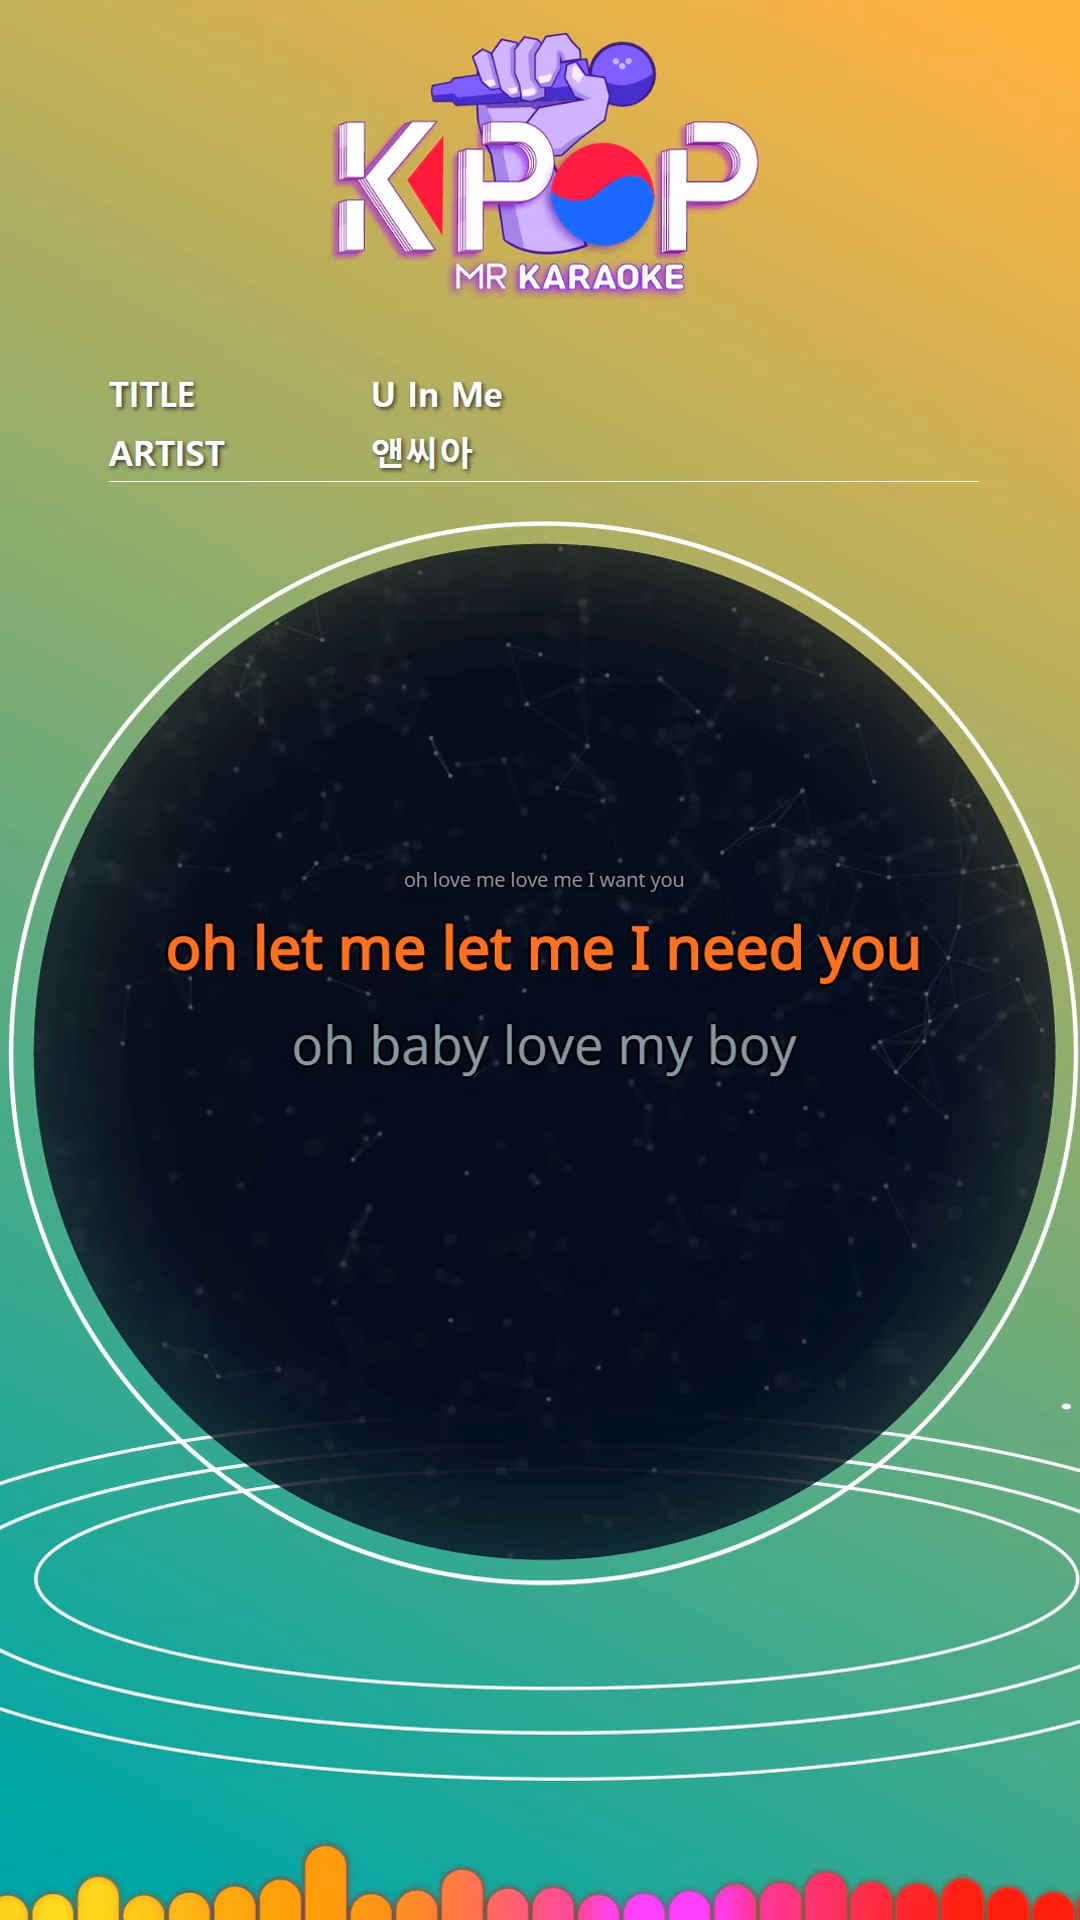 KPOP
MR KARAOKE
TITLE U In Me
ARTIST 앤씨아
oh love me love me I want you
oh let me let me I need you
oh baby love my boy